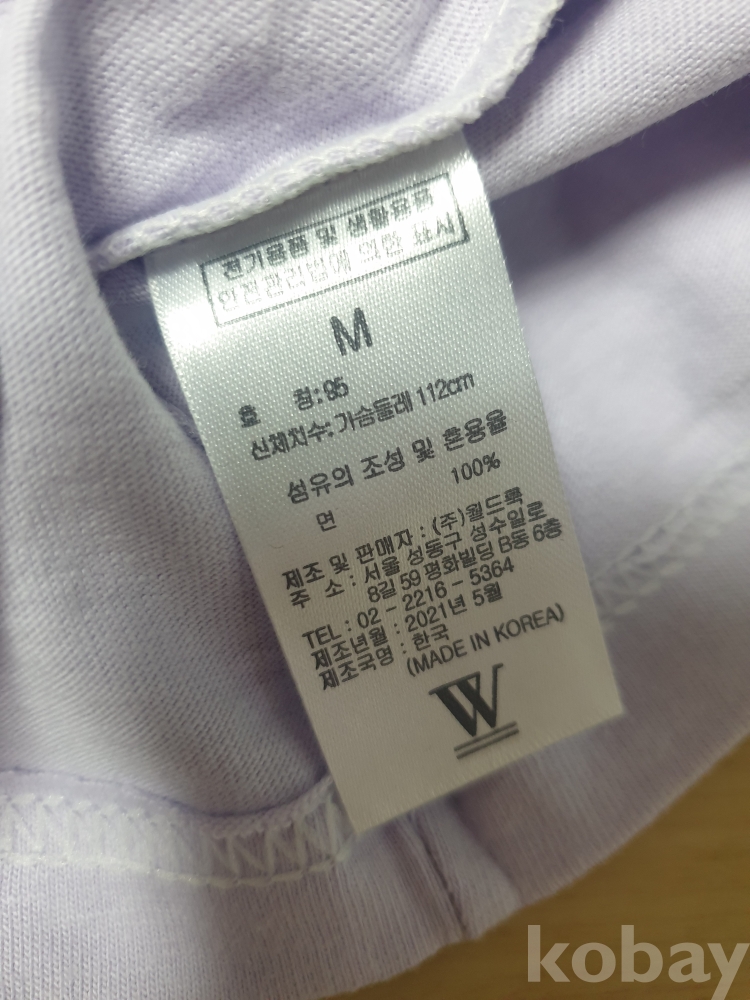 전기용품 및 생활용품
안전관리법에 의한 표시
M
호 칭:95
신체치수:가슴둘레 112cm
섬유의 조성 및 혼용율
면 100%
제조 및 판매자 : (주)월드룩
주 소 : 서울 성동구 성수일로
8길 59 평화빌딩 B동 6층
TEL : 02 - 2216 - 5364
제조년월 : 2021년 5월
제조국명 : 한국
(MADE IN KOREA)
W
kobay